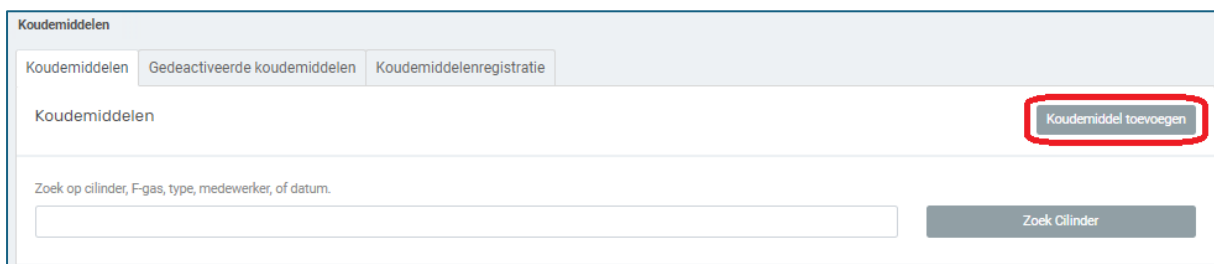 Koudemiddelen
Koudemiddelen Gedeactiveerde koudemiddelen Koudemiddelenregistratie
Koudemiddelen Koudemiddel toevoegen
Zoek op cilinder, F-gas, type, medewerker, of datum.
Zoek Cilinder